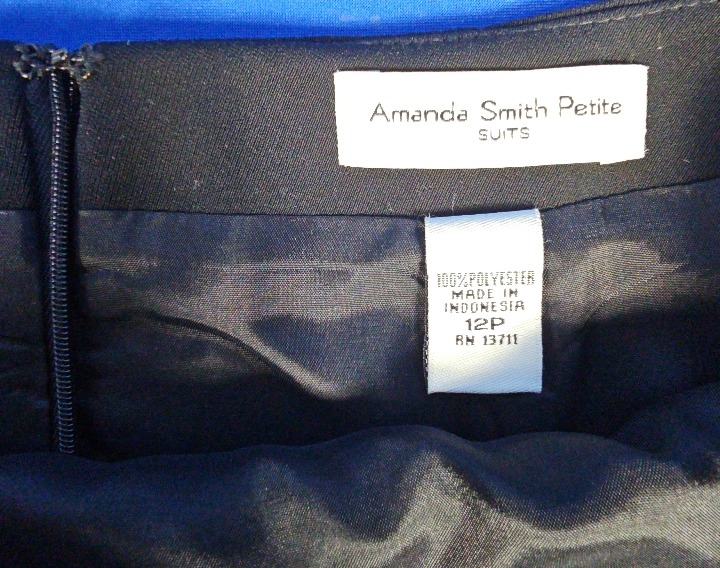 Amanda Smith Petite
SUITS
100%POLYESTER
MADE IN
INDONESIA
12P
RN 13711